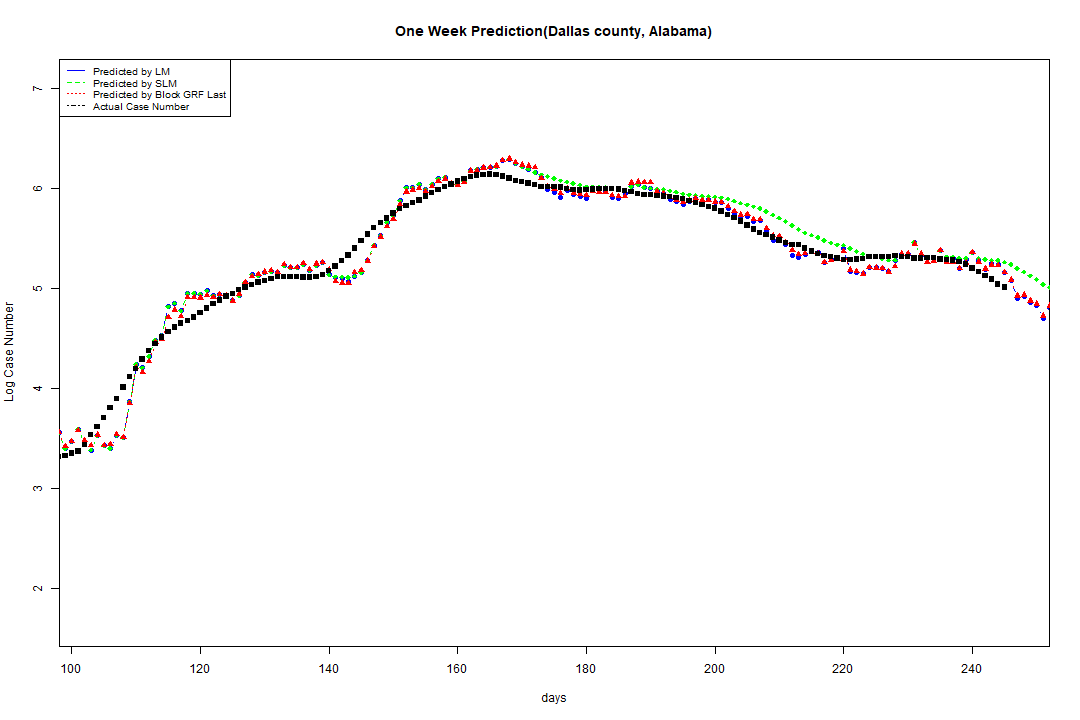 One Week Prediction(Dallas county, Alabama)
Predicted by LM
Predicted by SLM
Predicted by Block GRF Last
Actual Case Number
7
6
5
4
3
2
Log Case Number
100 120 140 160 180 200 220 240
days